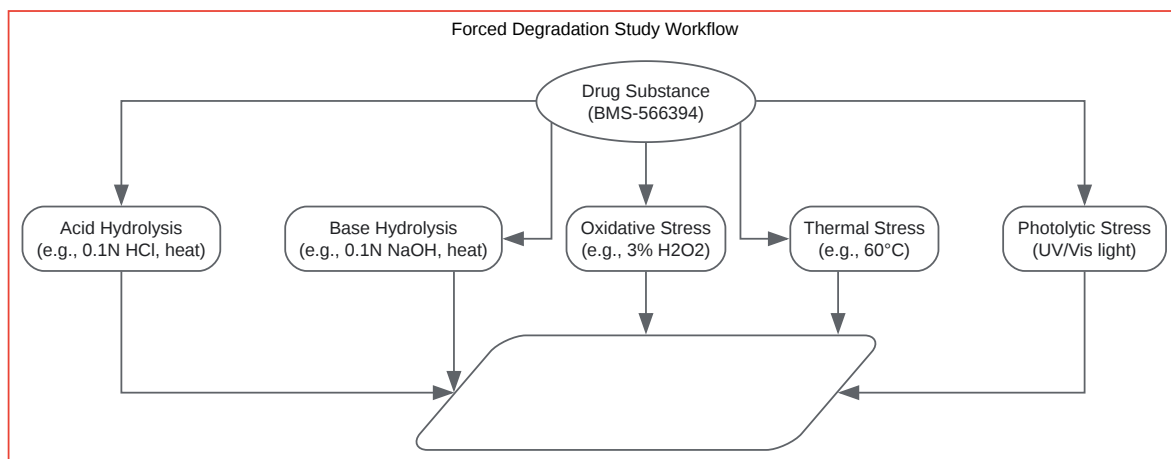 Forced Degradation Study Workflow
Drug Substance
(BMS-566394)
Acid Hydrolysis
(e.g., 0.1N HCl, heat)
Base Hydrolysis
(e.g., 0.1N NaOH, heat)
Oxidative Stress
(e.g., 3% H2O2)
Thermal Stress
(e.g., 60°C)
Photolytic Stress
(UV/Vis light)